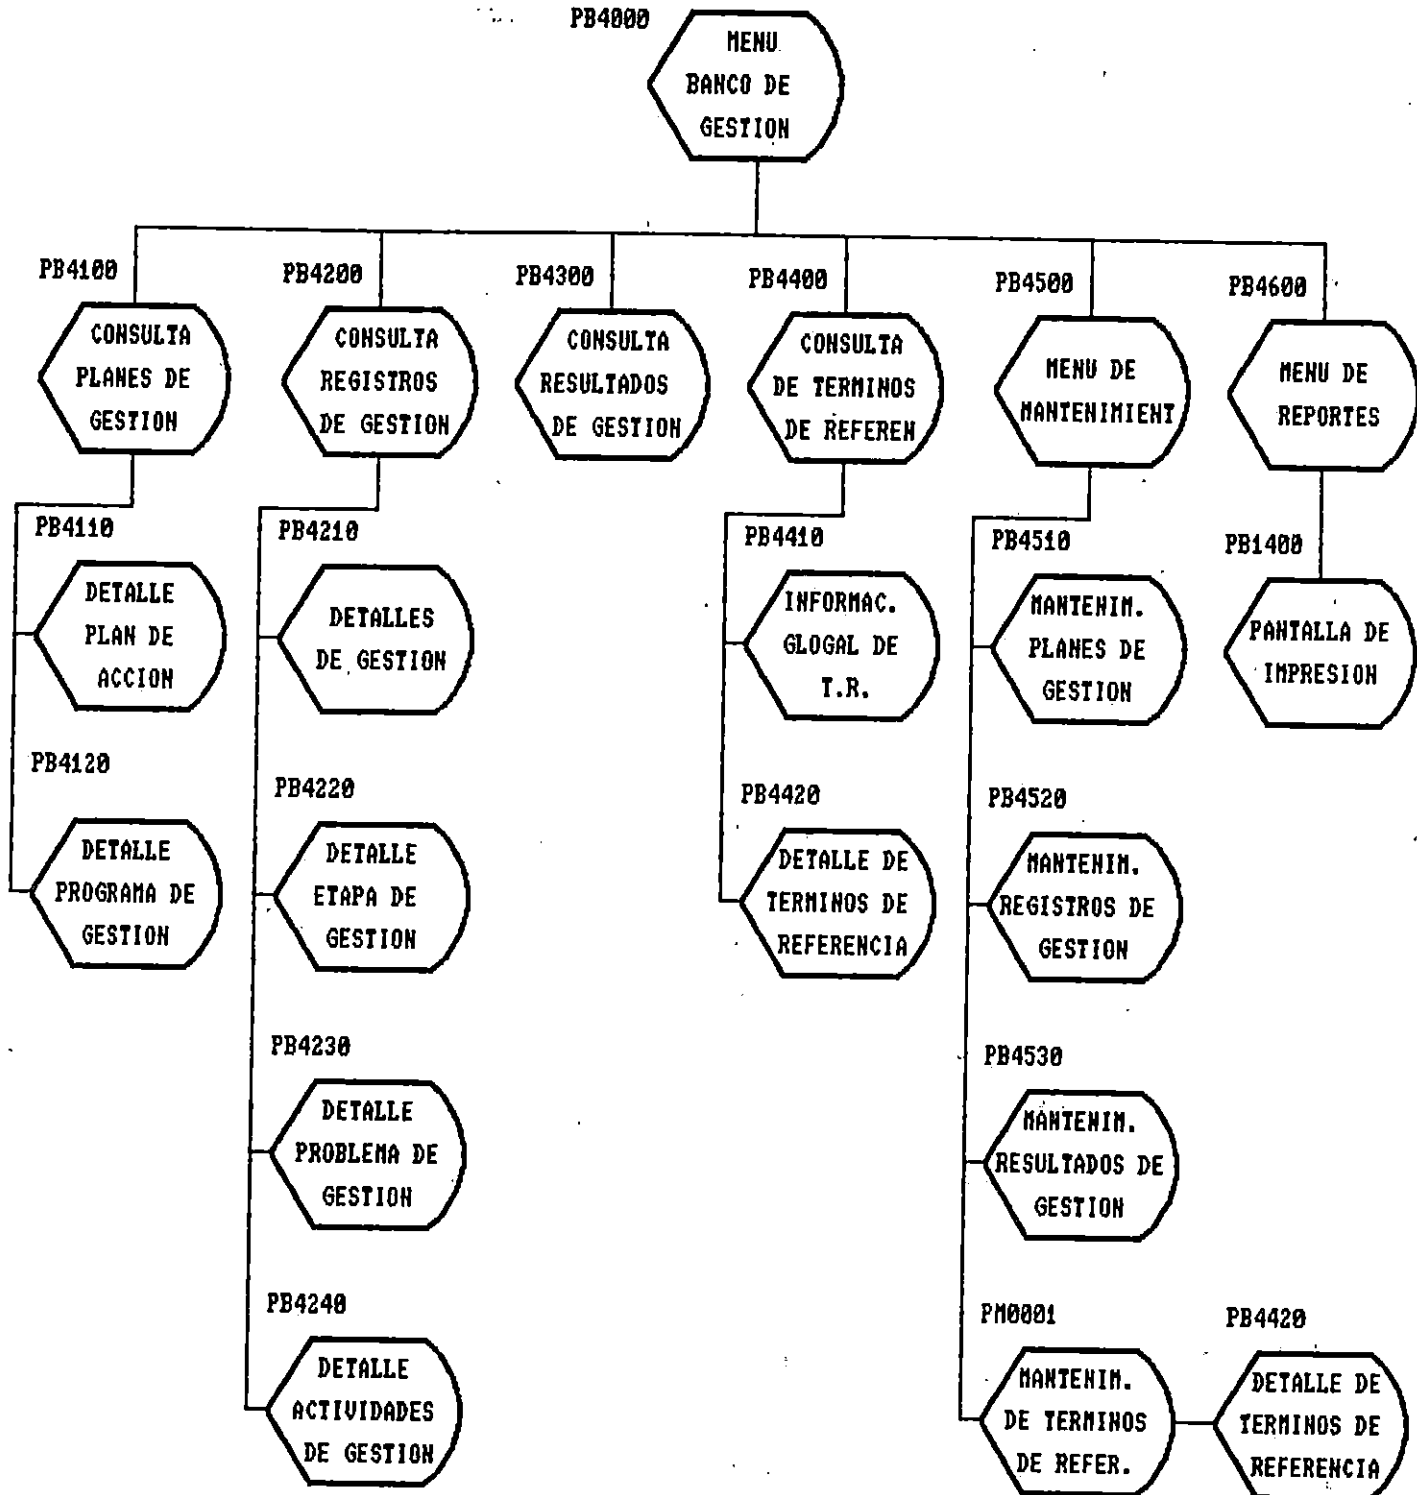 PB4000
MENU
BANCO DE
GESTION
PB4100
CONSULTA
PLANES DE
GESTION
PB4200
CONSULTA
REGISTROS
DE GESTION
PB4300
CONSULTA
RESULTADOS
DE GESTION
PB4400
CONSULTA
DE TERMINOS
DE REFEREN
PB4500
MENU DE
MANTENIMIENT
PB4600
MENU DE
REPORTES
PB4110
DETALLE
PLAN DE
ACCION
PB4210
DETALLES
DE GESTION
PB4410
INFORMAC.
GLOGAL DE
T.R.
PB4510
MANTENIM.
PLANES DE
GESTION
PB1400
PANTALLA DE
IMPRESION
PB4120
DETALLE
PROGRAMA DE
GESTION
PB4220
DETALLE
ETAPA DE
GESTION
PB4420
DETALLE DE
TERMINOS DE
REFERENCIA
PB4520
MANTENIM.
REGISTROS DE
GESTION
PB4230
DETALLE
PROBLEMA DE
GESTION
PB4530
MANTENIM.
RESULTADOS DE
GESTION
PB4240
DETALLE
ACTIVIDADES
DE GESTION
PM0001
MANTENIM.
DE TERMINOS
DE REFER.
PB4420
DETALLE DE
TERMINOS DE
REFERENCIA